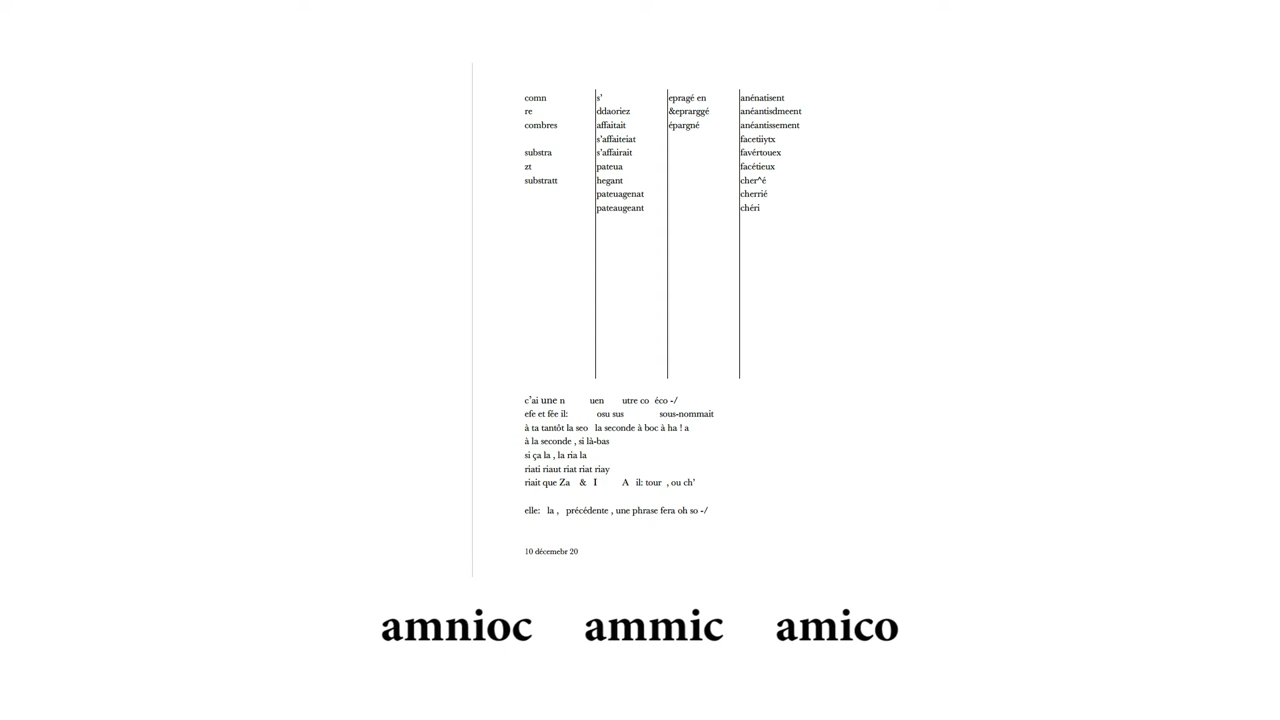 comn
re
combres
substra
zt
substratt
s'
ddaoriez
affaitait
s'affaiteiat
s'affairait
pateua
hegant
pateuagenat
pateaugeant
epragé en
&eprarggé
épargné
anénatisent
anéantisdmeent
anéantissement
facetiiytx
favértouex
facétieux
cher^é
cherrié
chéri
c'ai une n uen utre co éco -/
efe et fëe il: osu sus sous-nommait
à ta tantôt la seo la seconde à boc à ha ! a
à la seconde , si là-bas
si ça la , la ria la
riati riaut riat riat riay
riait que Za & I A il: tour , ou ch'
elle: la , précédente , une phrase fera oh so -/
10 décemebr 20
amnioc ammic amico